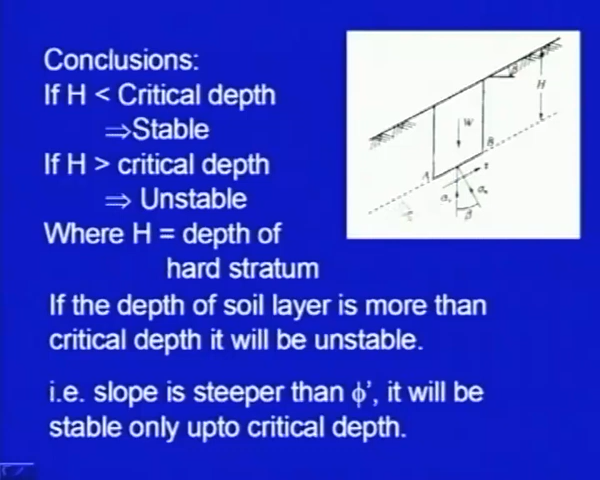 Conclusions:
If H < Critical depth
⇒Stable
If H > critical depth
⇒ Unstable
Where H = depth of
hard stratum
If the depth of soil layer is more than
critical depth it will be unstable.
i.e. slope is steeper than ϕ’, it will be
stable only upto critical depth.
β
H
W
B
A
τ
β